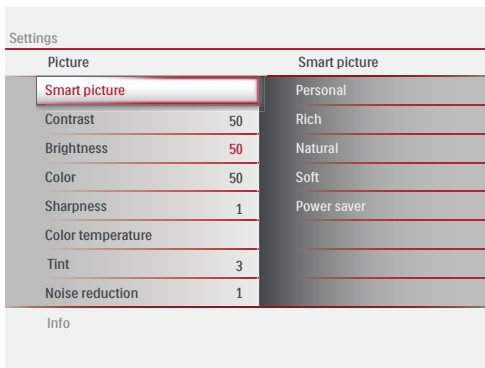 Settings
Picture Smart picture
Smart picture Personal
Contrast 50 Rich
Brightness 50 Natural
Color 50 Soft
Sharpness 1 Power saver
Color temperature
Tint 3
Noise reduction 1
Info